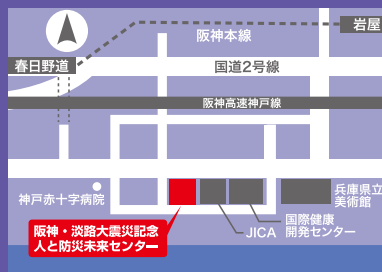 岩屋
阪神本線
春日野道
国道2号線
阪神高速神戸線
神戸赤十字病院
兵庫県立
美術館
国際健康
開発センター
JICA
阪神・淡路大震災記念
人と防災未来センター